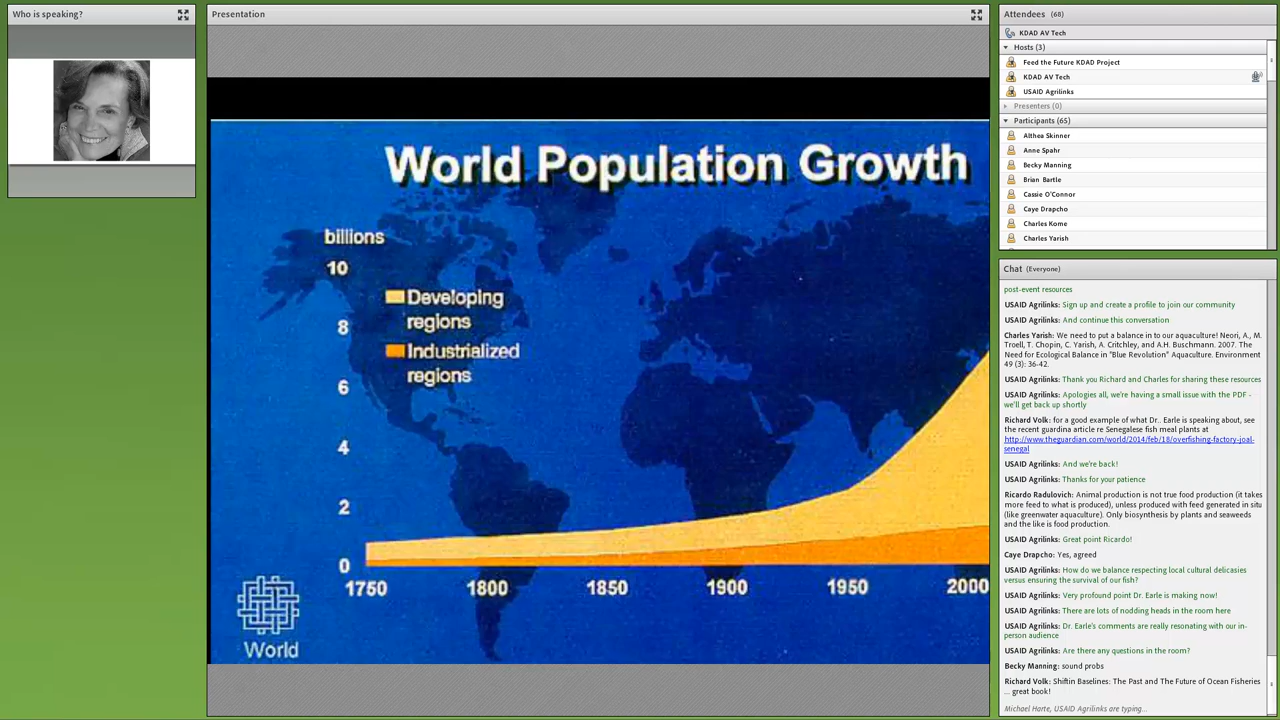 Who is speaking?
Presentation
World Population Growth
billions
10
8
6
4
2
0
Developing
regions
Industrialized
regions
1750
1800
1850
1900
1950
2000
World
Attendees (68)
KDAD AV Tech
Hosts (3)
Feed the Future KDAD Project
KDAD AV Tech
USAID Agrilinks
Presenters (0)
Participants (65)
Althea Skinner
Anne Spahr
Becky Manning
Brian Bartle
Cassie O'Connor
Caye Drapcho
Charles Kome
Charles Yarish
Chat (Everyone)
post-event resources
USAID Agrilinks: Sign up and create a profile to join our community
USAID Agrilinks: And continue this conversation
Charles Yarish: We need to put a balance in to our aquaculture! Neori, A., M.
Troell, T. Chopin, C. Yarish, A. Critchley, and A.H. Buschmann. 2007. The
Need for Ecological Balance in "Blue Revolution" Aquaculture. Environment
49 (3): 36-42.
USAID Agrilinks: Thank you Richard and Charles for sharing these resources
USAID Agrilinks: Apologies all, we're having a small issue with the PDF -
we'll get back up shortly
Richard Volk: for a good example of what Dr.. Earle is speaking about, see
the recent guardina article re Senegalese fish meal plants at
http://www.theguardian.com/world/2014/feb/18/overfishing-factory-joal-
senegal
USAID Agrilinks: And we're back!
USAID Agrilinks: Thanks for your patience
Ricardo Radulovich: Animal production is not true food production (it takes
more feed to what is produced), unless produced with feed generated in situ
(like greenwater aquaculture). Only biosynthesis by plants and seaweeds
and the like is food production.
USAID Agrilinks: Great point Ricardo!
Caye Drapcho: Yes, agreed
USAID Agrilinks: How do we balance respecting local cultural delicasies
versus ensuring the survival of our fish?
USAID Agrilinks: Very profound point Dr. Earle is making now!
USAID Agrilinks: There are lots of nodding heads in the room here
USAID Agrilinks: Dr. Earle's comments are really resonating with our in-
person audience
USAID Agrilinks: Are there any questions in the room?
Becky Manning: sound probs
Richard Volk: Shiftin Baselines: The Past and The Future of Ocean Fisheries
... great book!
Michael Harte, USAID Agrilinks are typing...